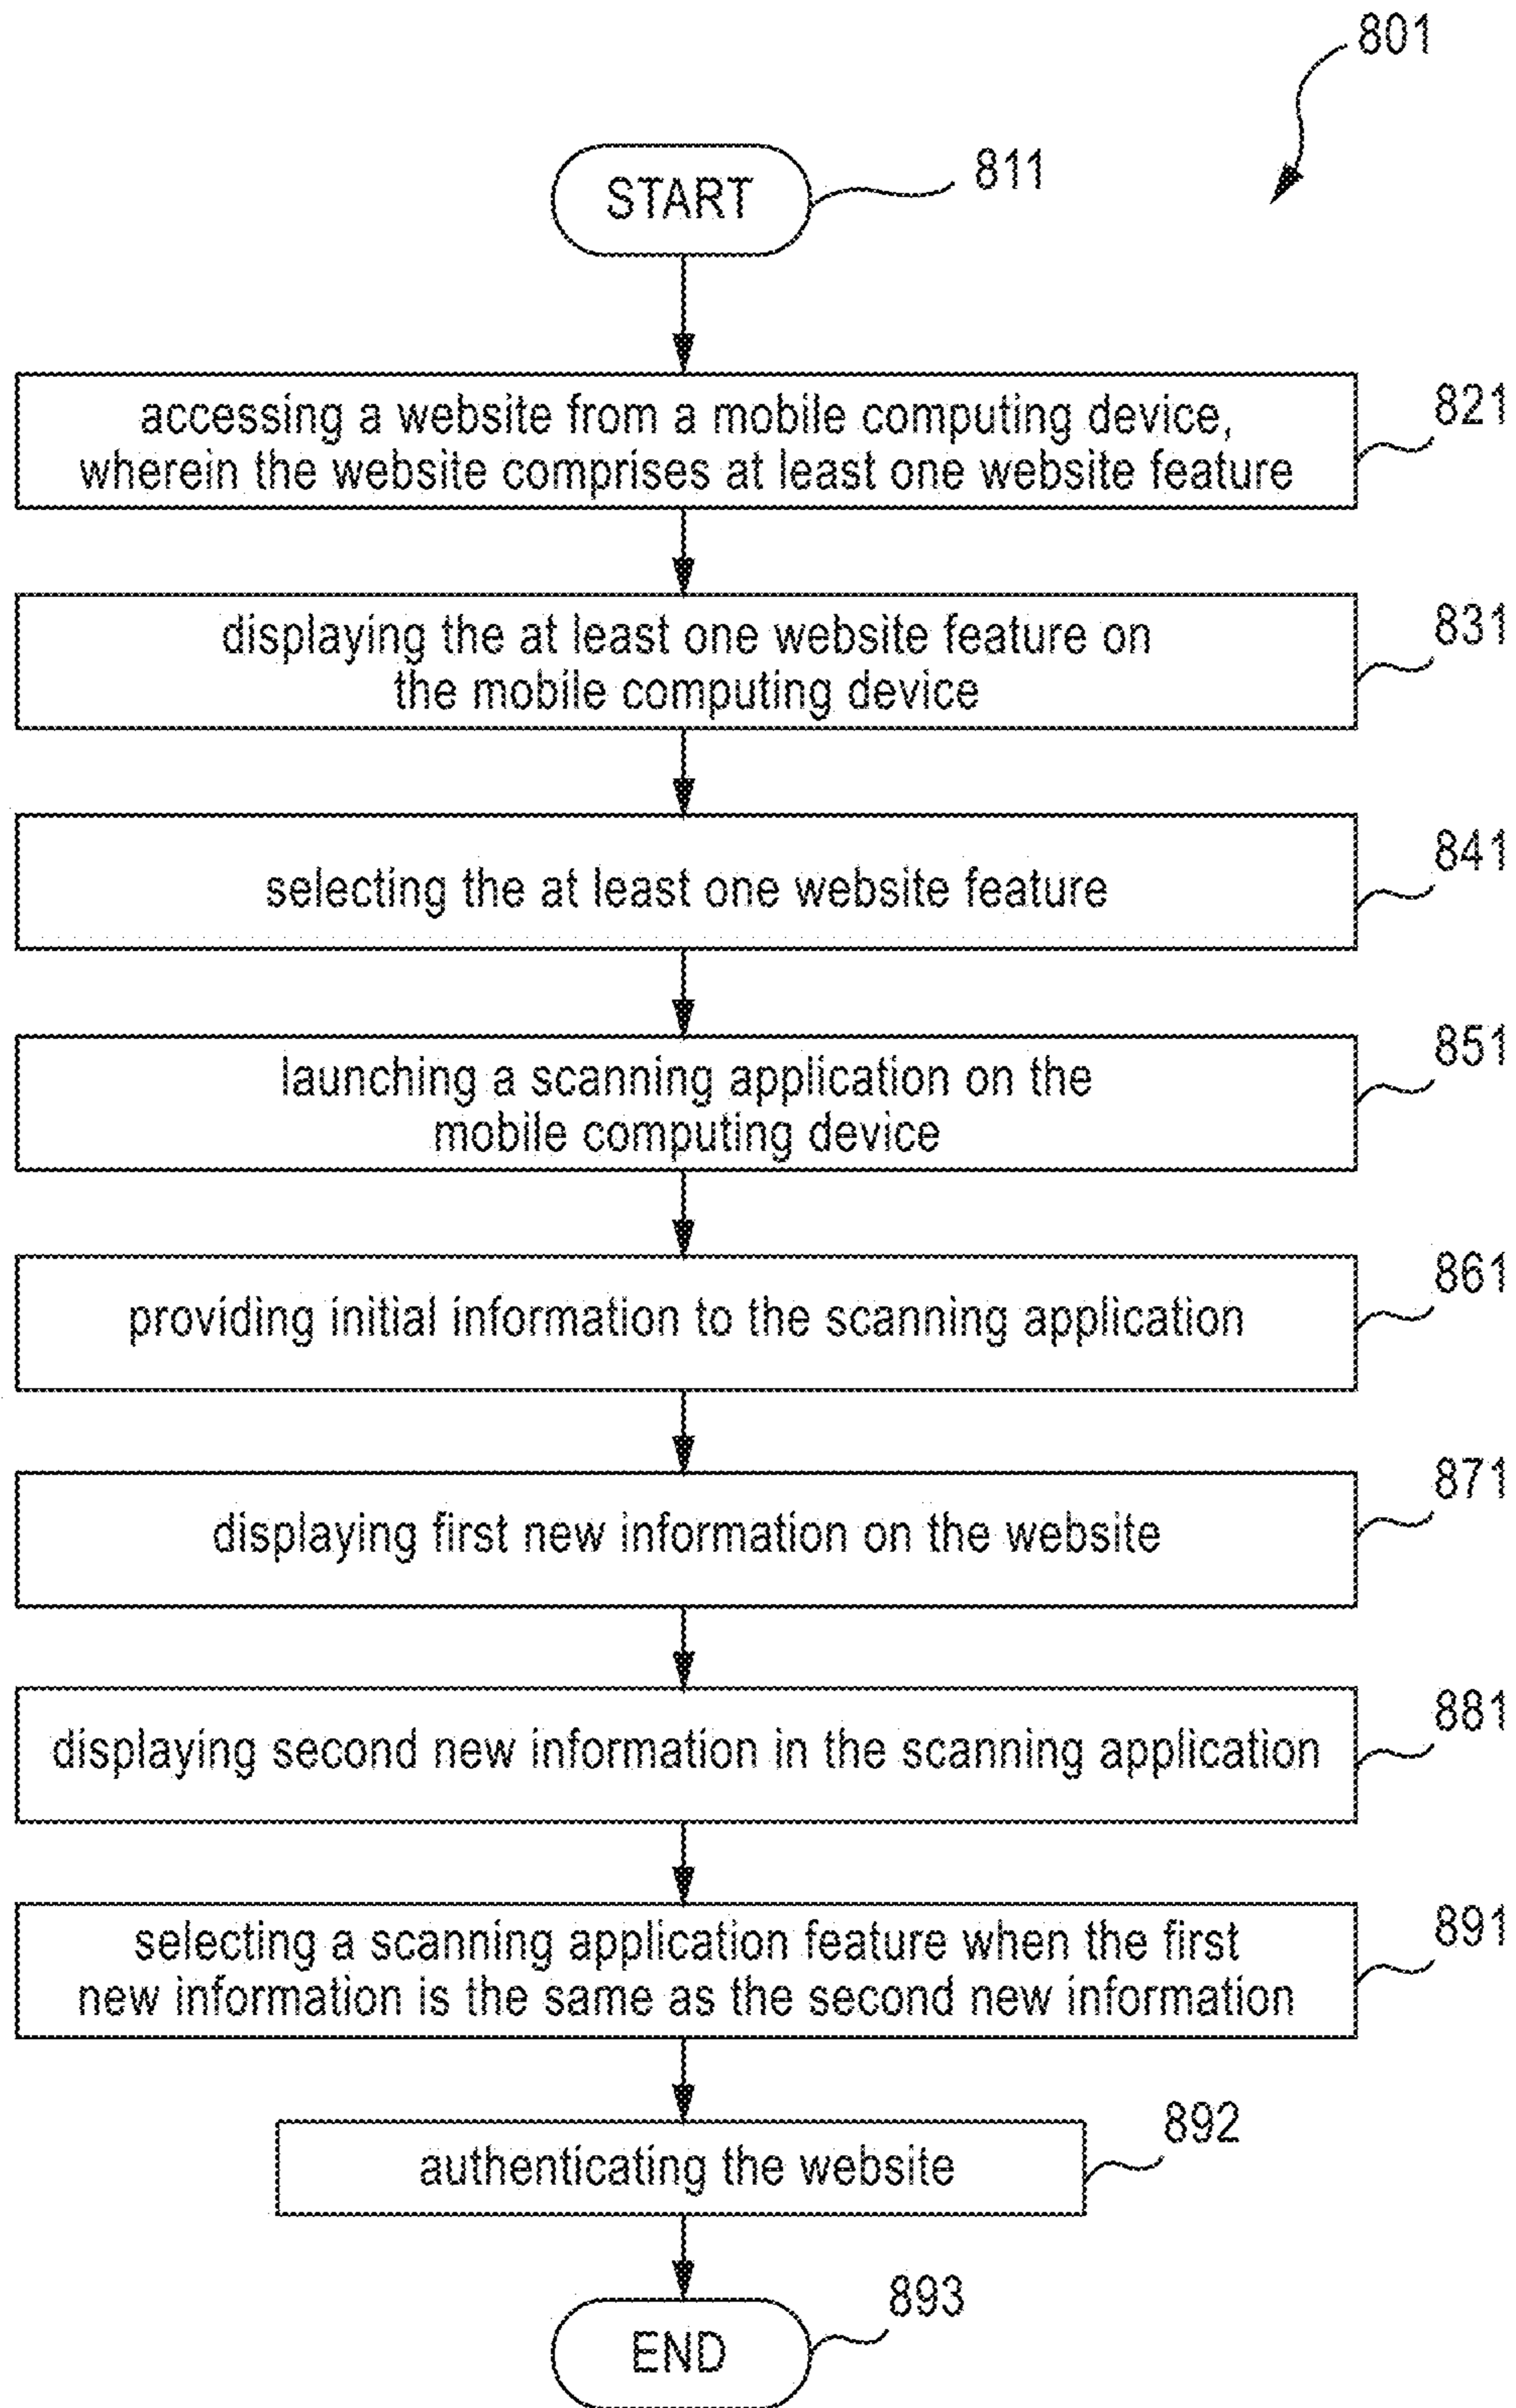 801
START
811
accessing a website from a mobile computing device,
wherein the website comprises at least one website feature
821
displaying the at least one website feature on
the mobile computing device
831
selecting the at least one website feature
841
launching a scanning application on the
mobile computing device
851
providing initial information to the scanning application
861
displaying first new information on the website
871
displaying second new information in the scanning application
881
selecting a scanning application feature when the first
new information is the same as the second new information
891
authenticating the website
892
END
893